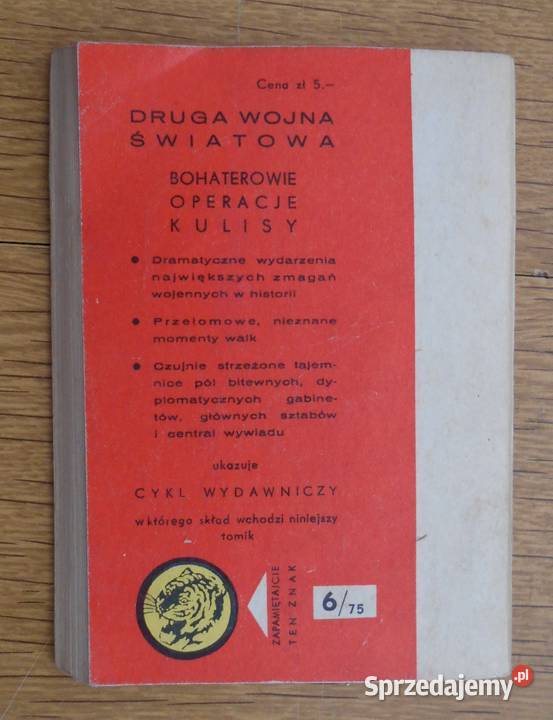 Cena zł 5.–
DRUGA WOJNA
ŚWIATOWA
BOHATEROWIE
OPERACJE
KULISY
● Dramatyczne wydarzenia
największych zmagań
wojennych w historii
● Przełomowe, nieznane
momenty walk
● Czujnie strzeżone tajem-
nice pól bitewnych, dy-
plomatycznych gabine-
tów, głównych sztabów
i central wywiadu
ukazuje
CYKL WYDAWNICZY
w którego skład wchodzi niniejszy
tomik
ZAPAMIĘTAJCIE
TEN ZNAK
6/75
Sprzedajemy.pl